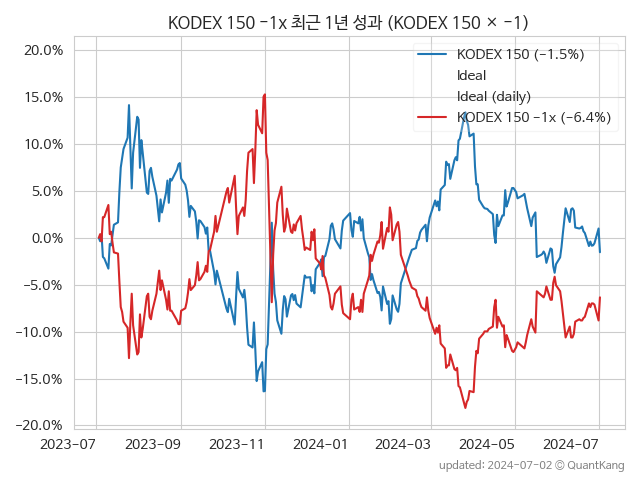 KODEX 150 −1x 최근 1년 성과 (KODEX 150 × −1)
20.0%
15.0%
10.0%
5.0%
0.0%
−5.0%
−10.0%
−15.0%
−20.0%
KODEX 150 (−1.5%)
Ideal
Ideal (daily)
KODEX 150 −1x (−6.4%)
2023-07
2023-09
2023-11
2024-01
2024-03
2024-05
2024-07
updated: 2024-07-02 © QuantKang